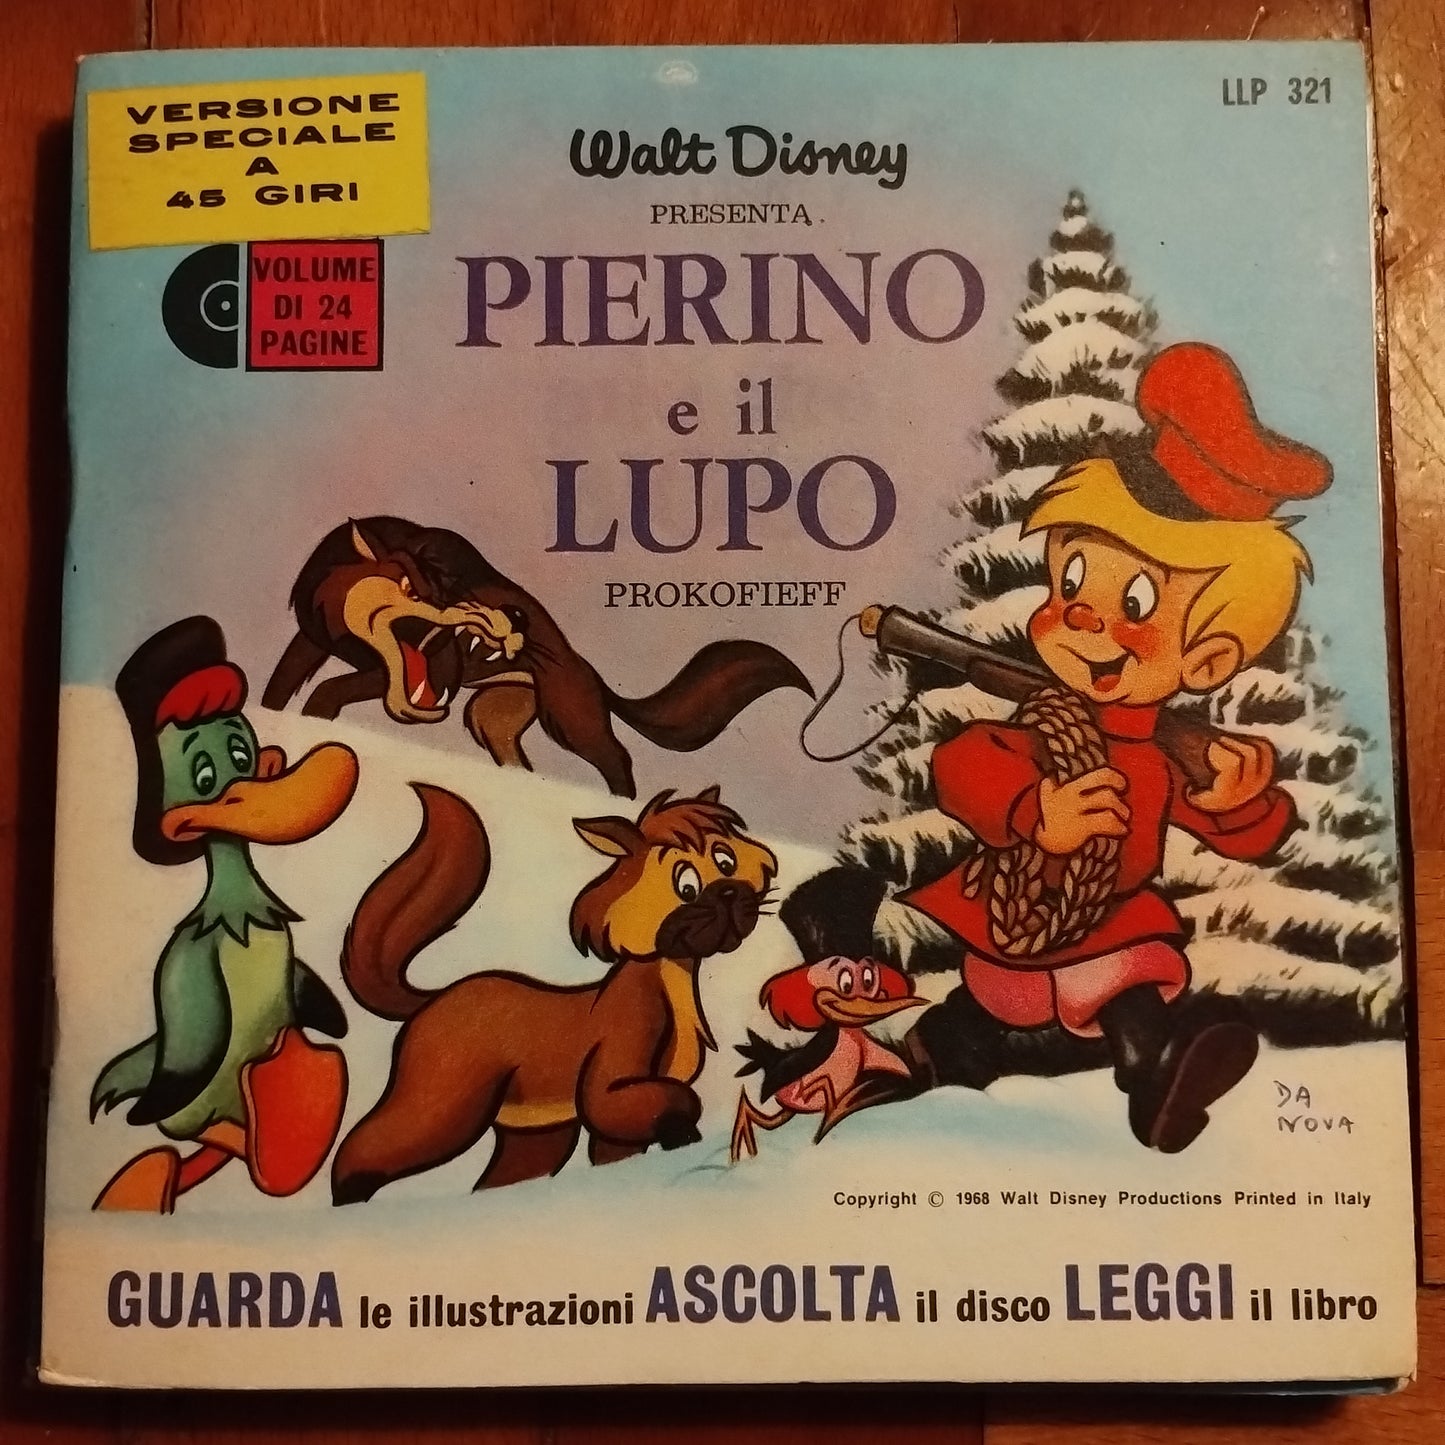 VERSIONE
SPECIALE
A
45 GIRI
LLP 321
Walt Disney
PRESENTA
VOLUME
DI 24
PAGINE
PIERINO
e il
LUPO
PROKOFIEFF
DA
NOVA
Copyright © 1968 Walt Disney Productions Printed in Italy
GUARDA le illustrazioni ASCOLTA il disco LEGGI il libro